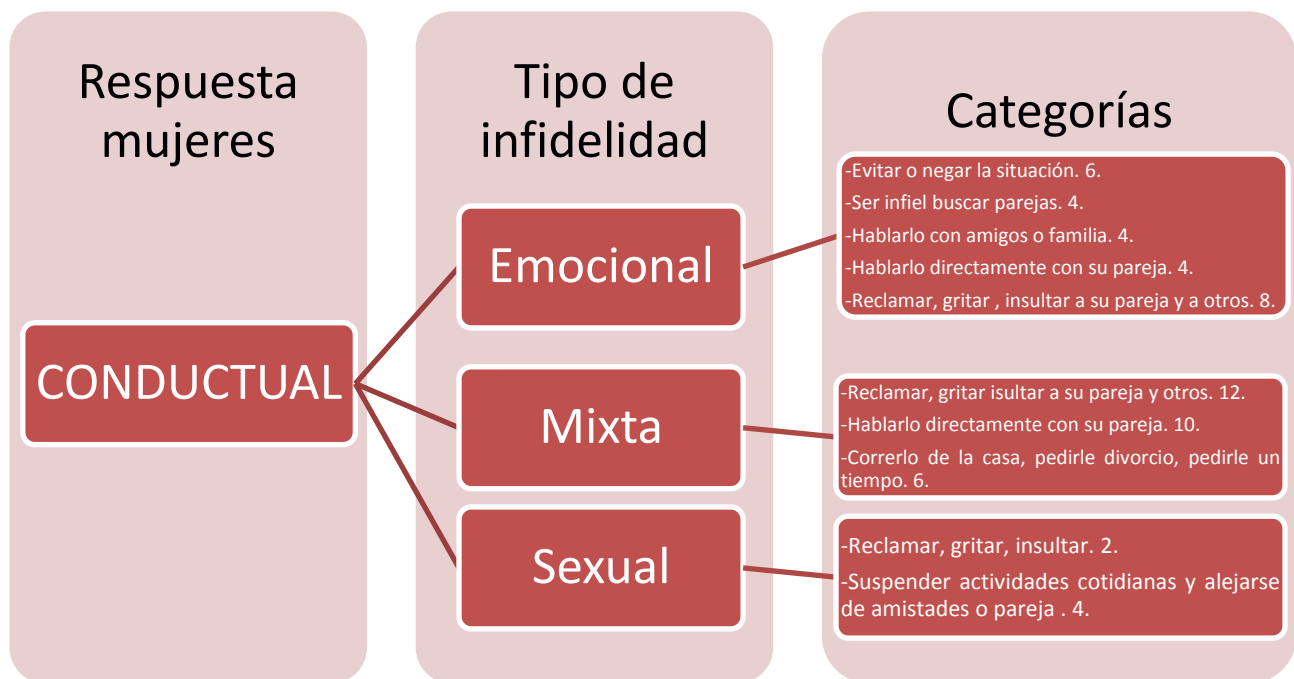 Respuesta
mujeres
CONDUCTUAL
Tipo de
infidelidad
Emocional
Mixta
Sexual
Categorías
-Evitar o negar la situación. 6.
-Ser infiel buscar parejas. 4.
-Hablarlo con amigos o familia. 4.
-Hablarlo directamente con su pareja. 4.
-Reclamar, gritar , insultar a su pareja y a otros. 8.
-Reclamar, gritar isultar a su pareja y otros. 12.
-Hablarlo directamente con su pareja. 10.
-Correrlo de la casa, pedirle divorcio, pedirle un
tiempo. 6.
-Reclamar, gritar, insultar. 2.
-Suspender actividades cotidianas y alejarse
de amistades o pareja . 4.